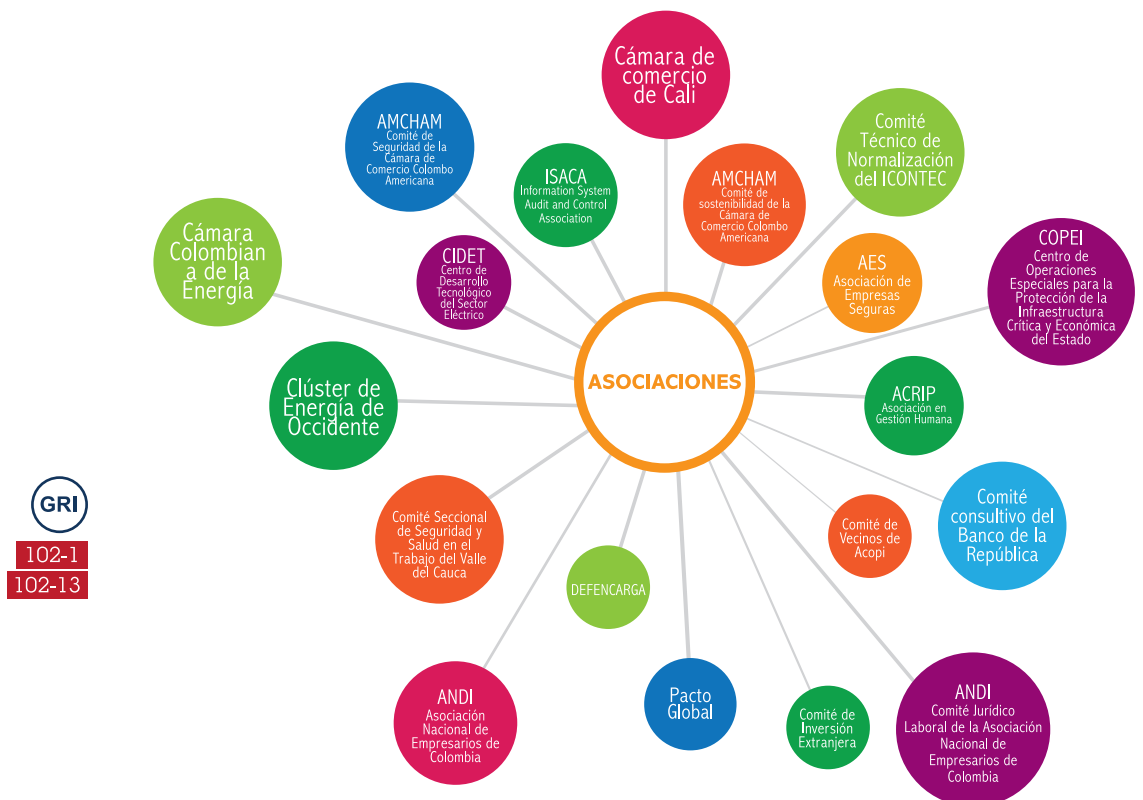 Cámara de
comercio
de Cali
AMCHAM
Comité de
Seguridad de la
Cámara de
Comercio Colombo
Americana
Comité
Técnico de
Normalización
del ICONTEC
ISACA
Information System
Audit and Control
Association
AMCHAM
Comité de
sostenibilidad de la
Cámara de
Comercio Colombo
Americana
Cámara
Colombian
a de la
Energía
CIDET
Centro de
Desarrollo
Tecnológico
del Sector
Eléctrico
AES
Asociación de
Empresas
Seguras
COPEI
Centro de
Operaciones
Especiales para la
Protección de la
Infraestructura
Crítica y Económica
del Estado
ASOCIACIONES
Clúster de
Energía de
Occidente
ACRIP
Asociación en
Gestión Humana
GRI
102-1
102-13
Comité Seccional
de Seguridad y
Salud en el
Trabajo del Valle
del Cauca
Comité de
Vecinos de
Acopi
Comité
consultivo del
Banco de la
República
DEFENCARGA
ANDI
Asociación
Nacional de
Empresarios de
Colombia
Pacto
Global
Comité de
Inversión
Extranjera
ANDI
Comité Jurídico
Laboral de la Asociación
Nacional de
Empresarios de
Colombia